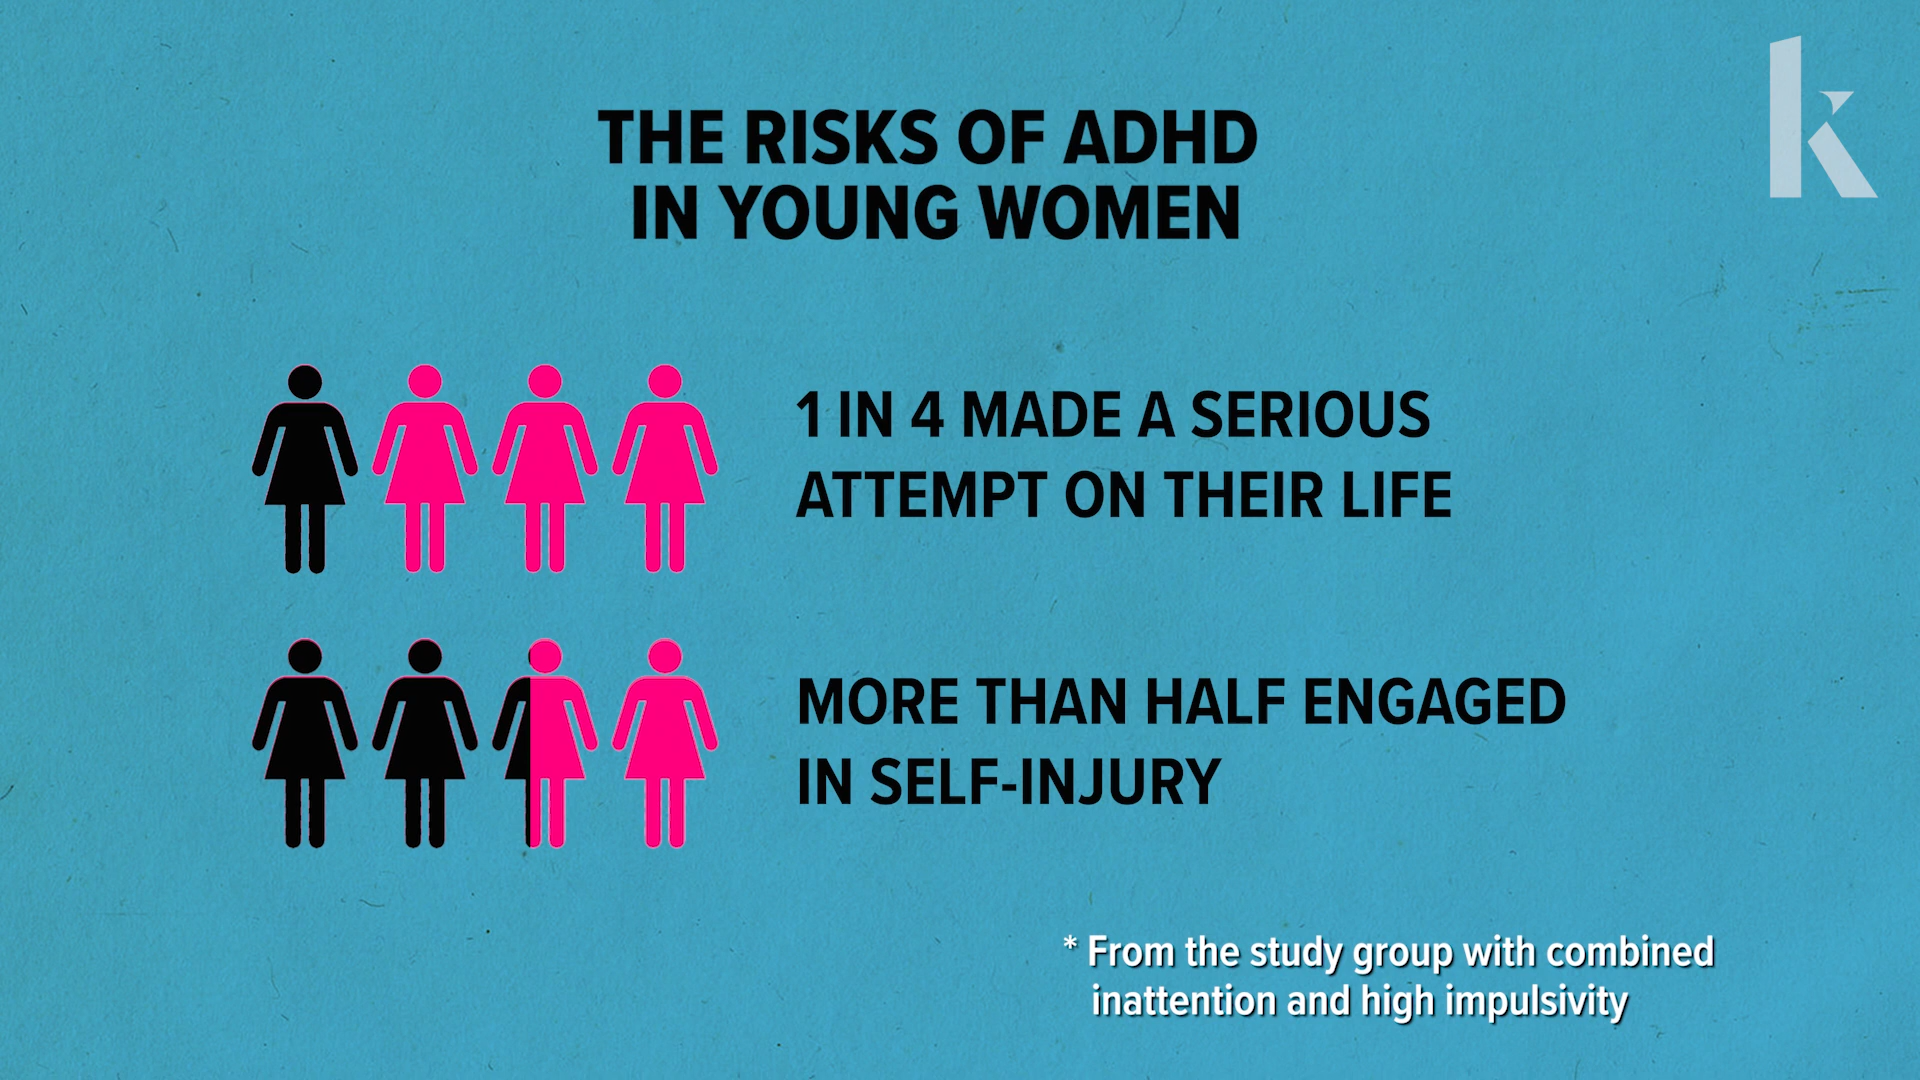 THE RISKS OF ADHD
IN YOUNG WOMEN
1 IN 4 MADE A SERIOUS
ATTEMPT ON THEIR LIFE
MORE THAN HALF ENGAGED
IN SELF-INJURY
* From the study group with combined
inattention and high impulsivity
k